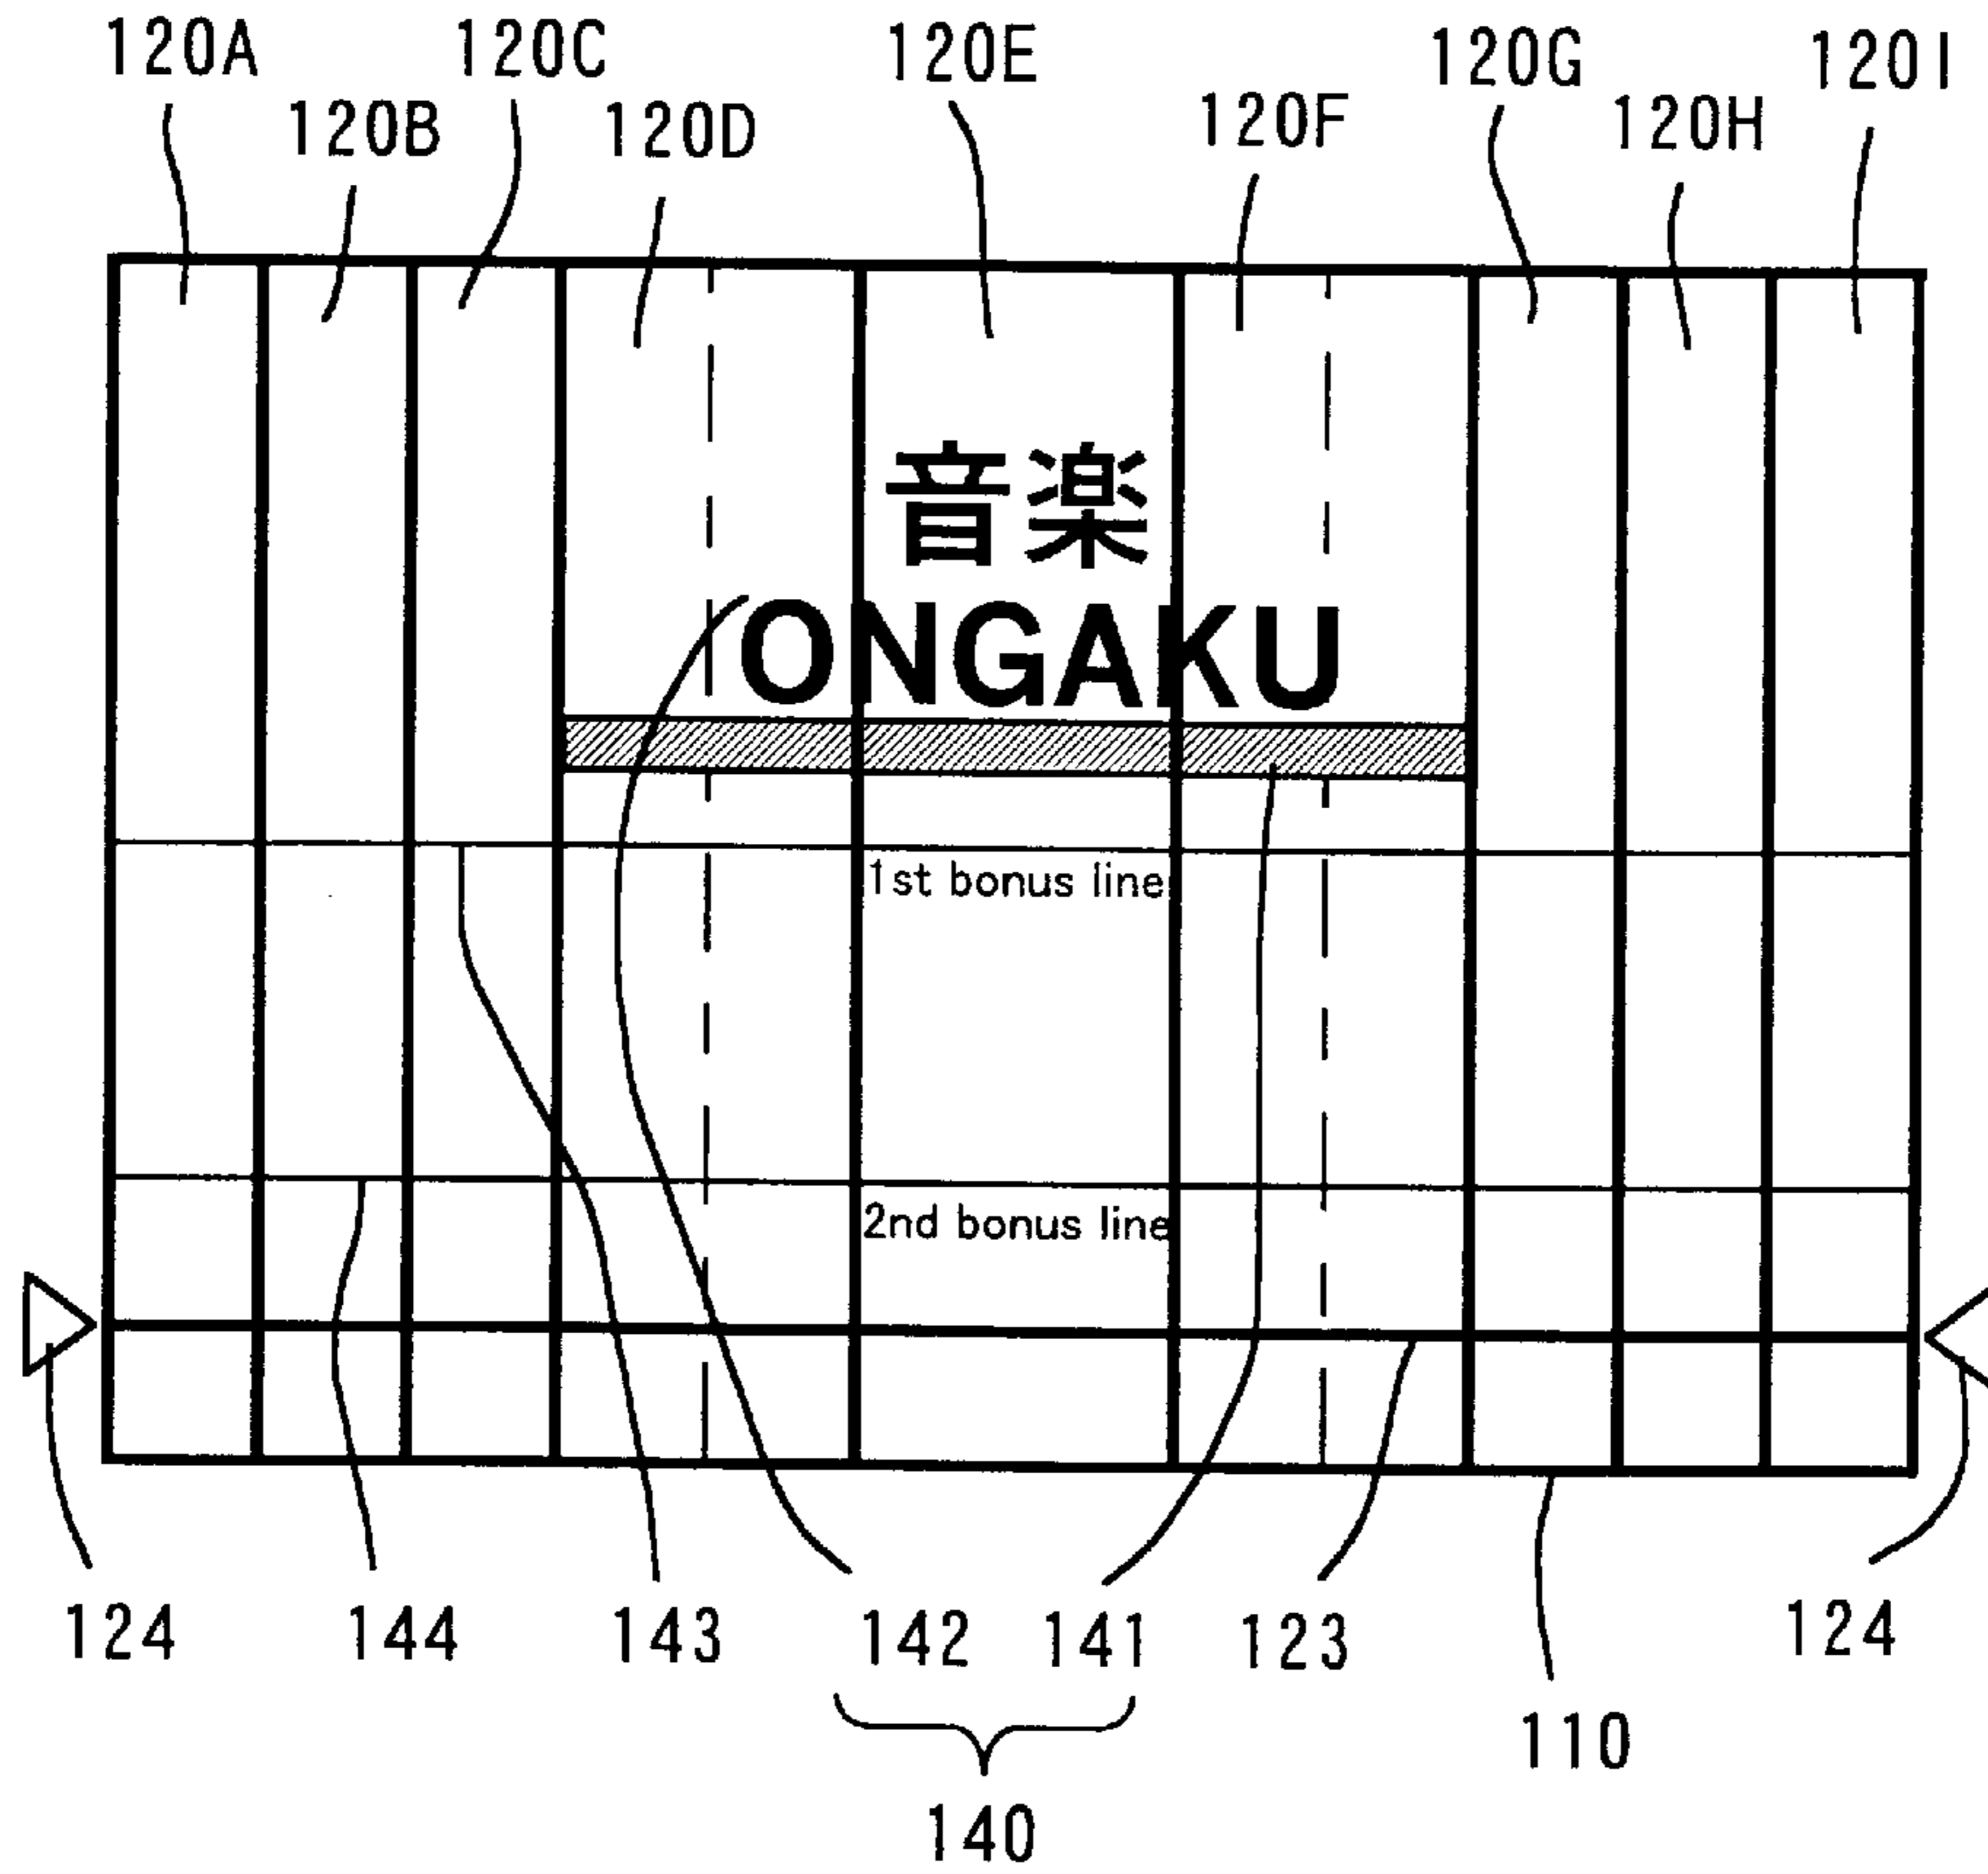 120A 120C 120E 120G 120I
120B 120D 120F 120H
音楽
ONGAKU
1st bonus line
2nd bonus line
124 144 143 142 141 123 124
110
140